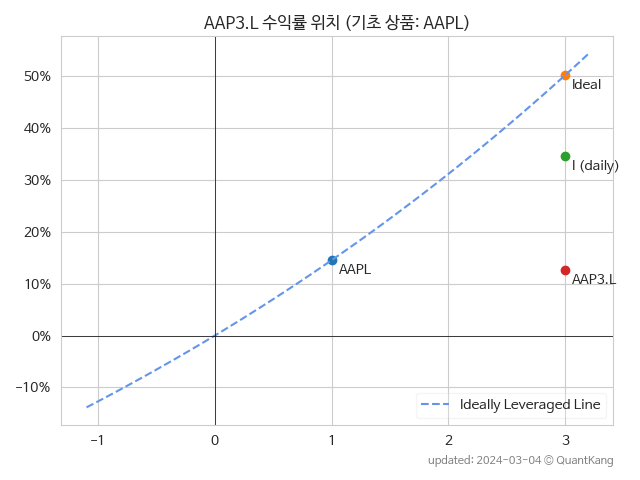 AAP3.L 수익률 위치 (기초 상품: AAPL)
50%
40%
30%
20%
10%
0%
−10%
Ideal
I (daily)
AAPL
AAP3.L
Ideally Leveraged Line
−1 0 1 2 3
updated: 2024-03-04 © QuantKang